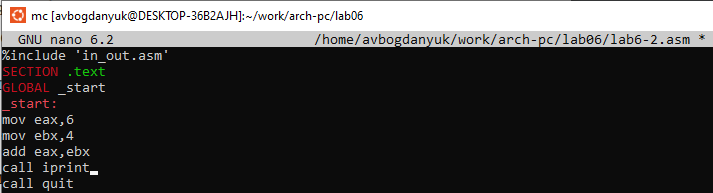 mc [avbogdanyuk@DESKTOP-36B2AJH]:~/work/arch-pc/lab06
GNU nano 6.2 /home/avbogdanyuk/work/arch-pc/lab06/lab6-2.asm *
%include 'in_out.asm'
SECTION .text
GLOBAL _start
_start:
mov eax,6
mov ebx,4
add eax,ebx
call iprint
call quit